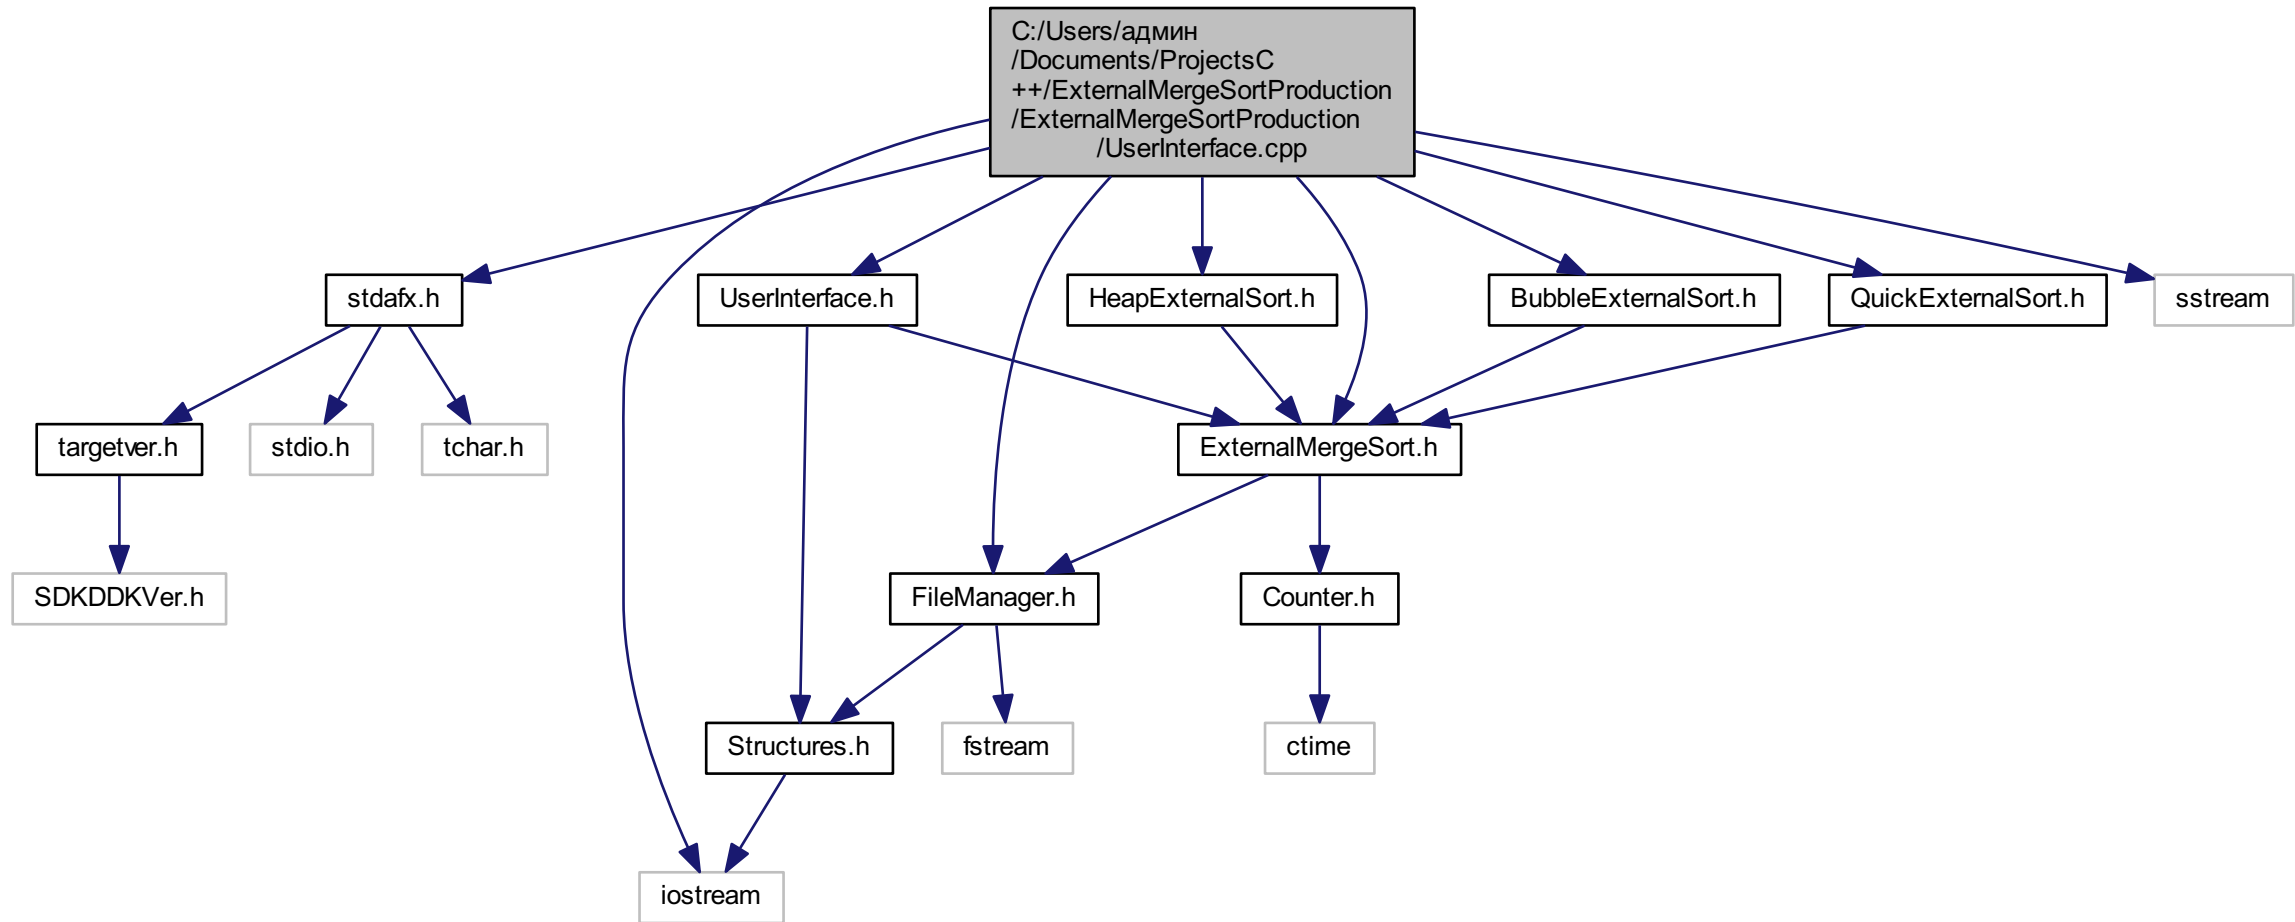 C:/Users/админ
/Documents/ProjectsC
++/ExternalMergeSortProduction
/ExternalMergeSortProduction
/UserInterface.cpp
stdafx.h
UserInterface.h
HeapExternalSort.h
BubbleExternalSort.h
QuickExternalSort.h
sstream
targetver.h
stdio.h
tchar.h
ExternalMergeSort.h
SDKDDKVer.h
FileManager.h
Counter.h
Structures.h
fstream
ctime
iostream